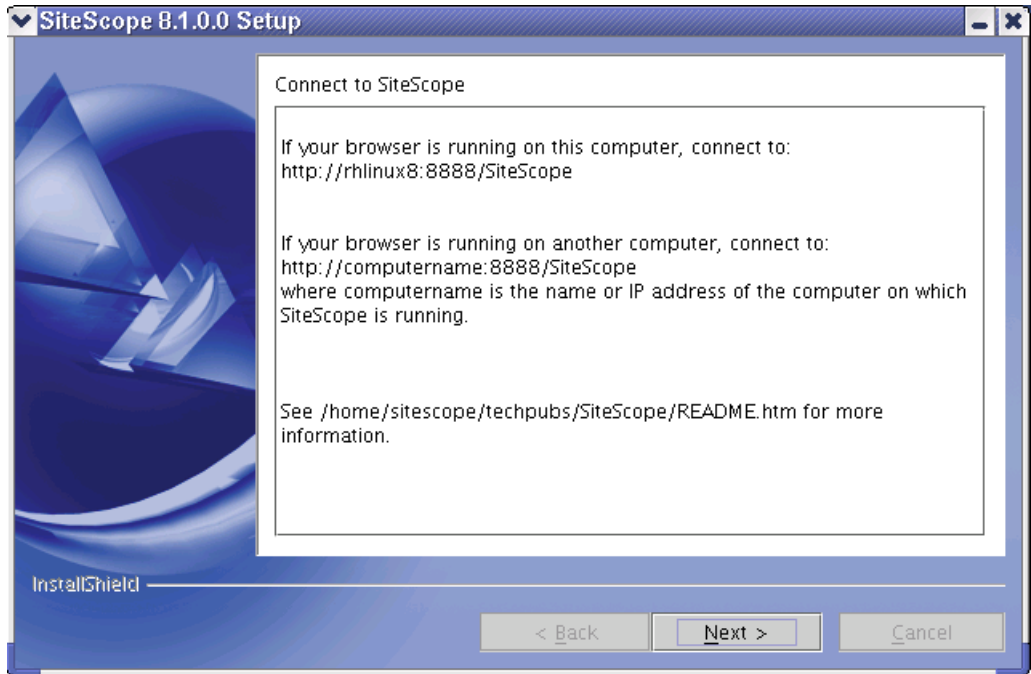 SiteScope 8.1.0.0 Setup
Connect to SiteScope
If your browser is running on this computer, connect to:
http://rhlinux8:8888/SiteScope
If your browser is running on another computer, connect to:
http://computername:8888/SiteScope
where computername is the name or IP address of the computer on which
SiteScope is running.
See /home/sitescope/techpubs/SiteScope/README.htm for more
information.
InstallShield
< Back Next > Cancel